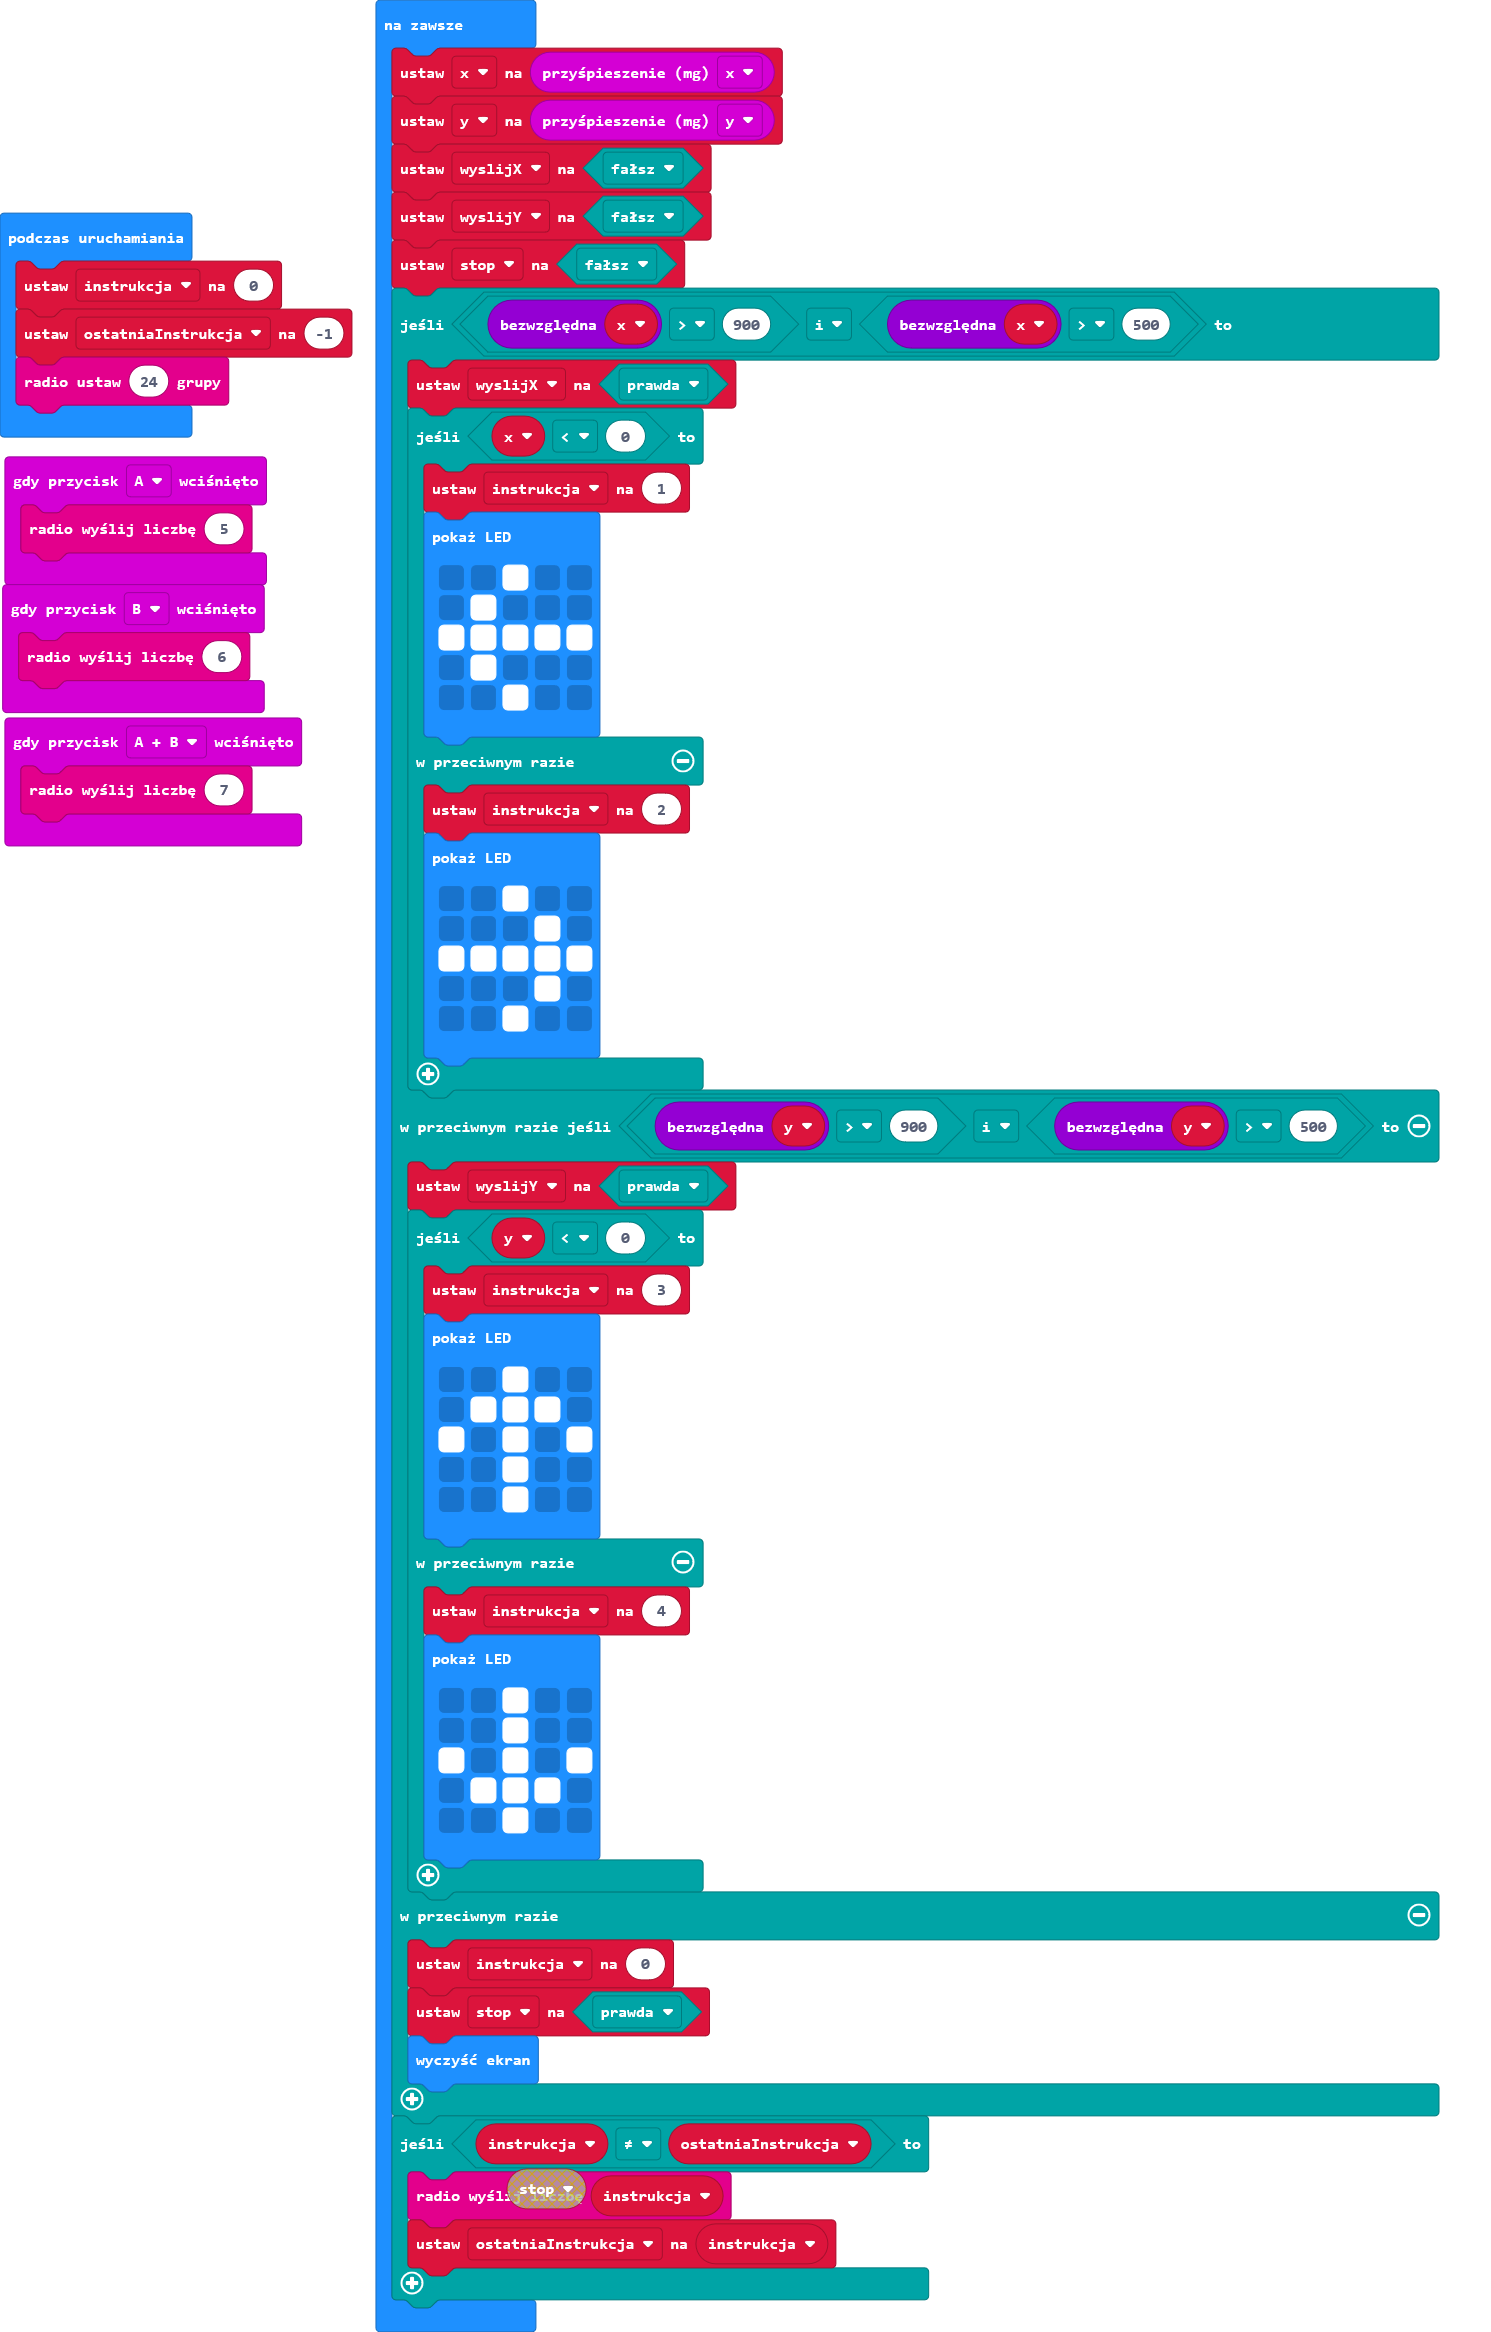 podczas uruchamiania
ustaw instrukcja na 0
ustaw ostatniaInstrukcja na -1
radio ustaw 24 grupy
gdy przycisk A wciśnięto
radio wyślij liczbę 5
gdy przycisk B wciśnięto
radio wyślij liczbę 6
gdy przycisk A + B wciśnięto
radio wyślij liczbę 7
na zawsze
ustaw x na przyśpieszenie (mg) x
ustaw y na przyśpieszenie (mg) y
ustaw wyslijX na fałsz
ustaw wyslijY na fałsz
ustaw stop na fałsz
jeśli bezwzględna x > 900 i bezwzględna x > 500 to
ustaw wyslijX na prawda
jeśli x < 0 to
ustaw instrukcja na 1
pokaż LED
w przeciwnym razie
ustaw instrukcja na 2
pokaż LED
w przeciwnym razie jeśli bezwzględna y > 900 i bezwzględna y > 500 to
ustaw wyslijY na prawda
jeśli y < 0 to
ustaw instrukcja na 3
pokaż LED
w przeciwnym razie
ustaw instrukcja na 4
pokaż LED
w przeciwnym razie
ustaw instrukcja na 0
ustaw stop na prawda
wyczyść ekran
jeśli instrukcja ≠ ostatniaInstrukcja to
stop
radio wyślij liczbę instrukcja
ustaw ostatniaInstrukcja na instrukcja